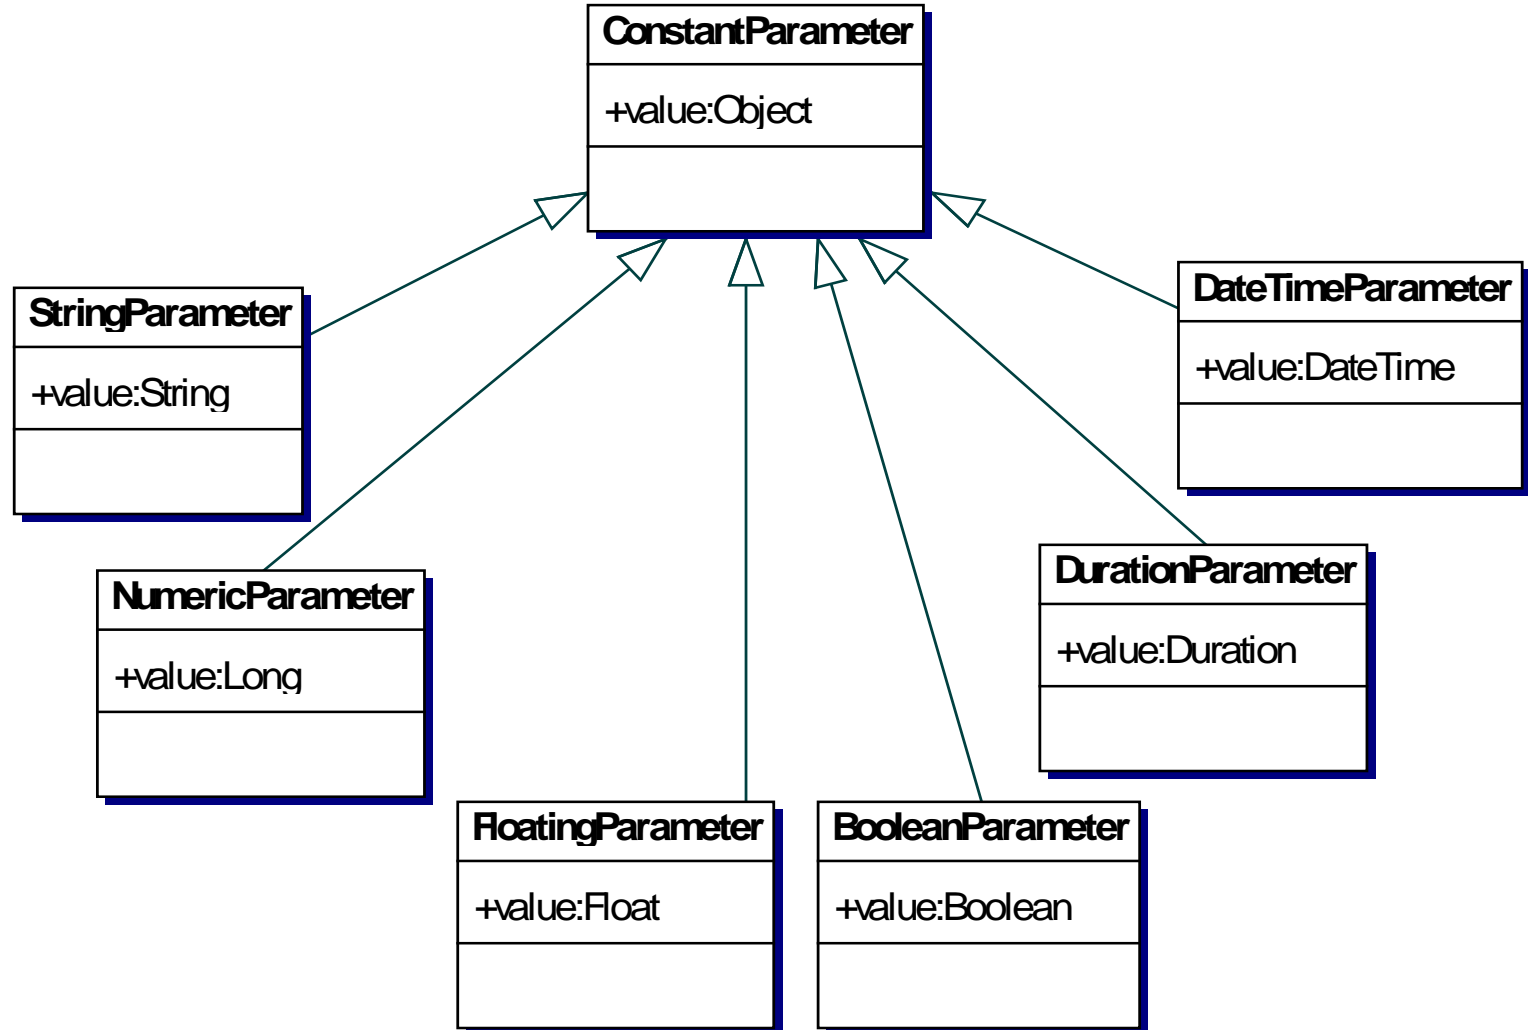 ConstantParameter
+value:Object
DateTimeParameter
+value:DateTime
StringParameter
+value:String
DurationParameter
+value:Duration
NumericParameter
+value:Long
FloatingParameter
+value:Float
BooleanParameter
+value:Boolean